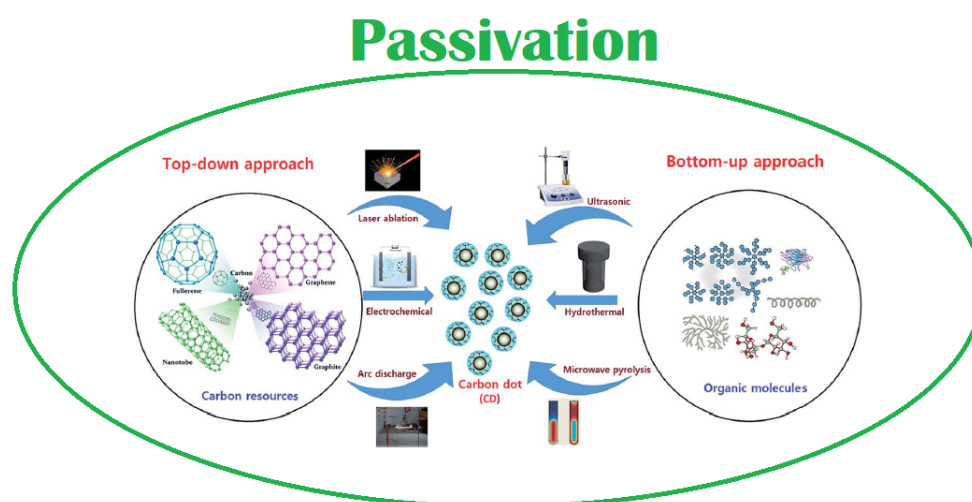 Passivation
Top-down approach
Bottom-up approach
Laser ablation
Ultrasonic
Carbon
Fullerene
Graphene
Electrochemical
Hydrothermal
Nanotube
Graphite
Arc discharge
Microwave pyrolysis
Carbon resources
Carbon dot
(CD)
Organic molecules